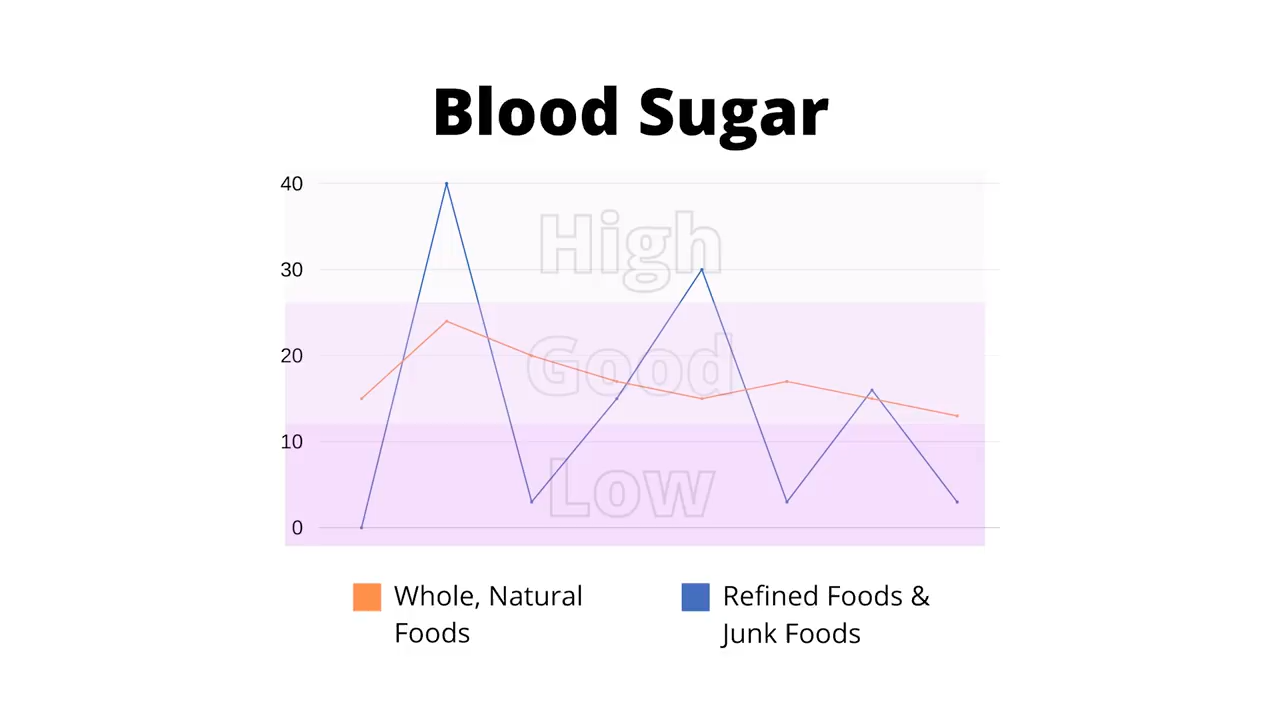 Blood Sugar
40
High
30
Good
20
10
Low
0
Whole, Natural
Foods
Refined Foods &
Junk Foods